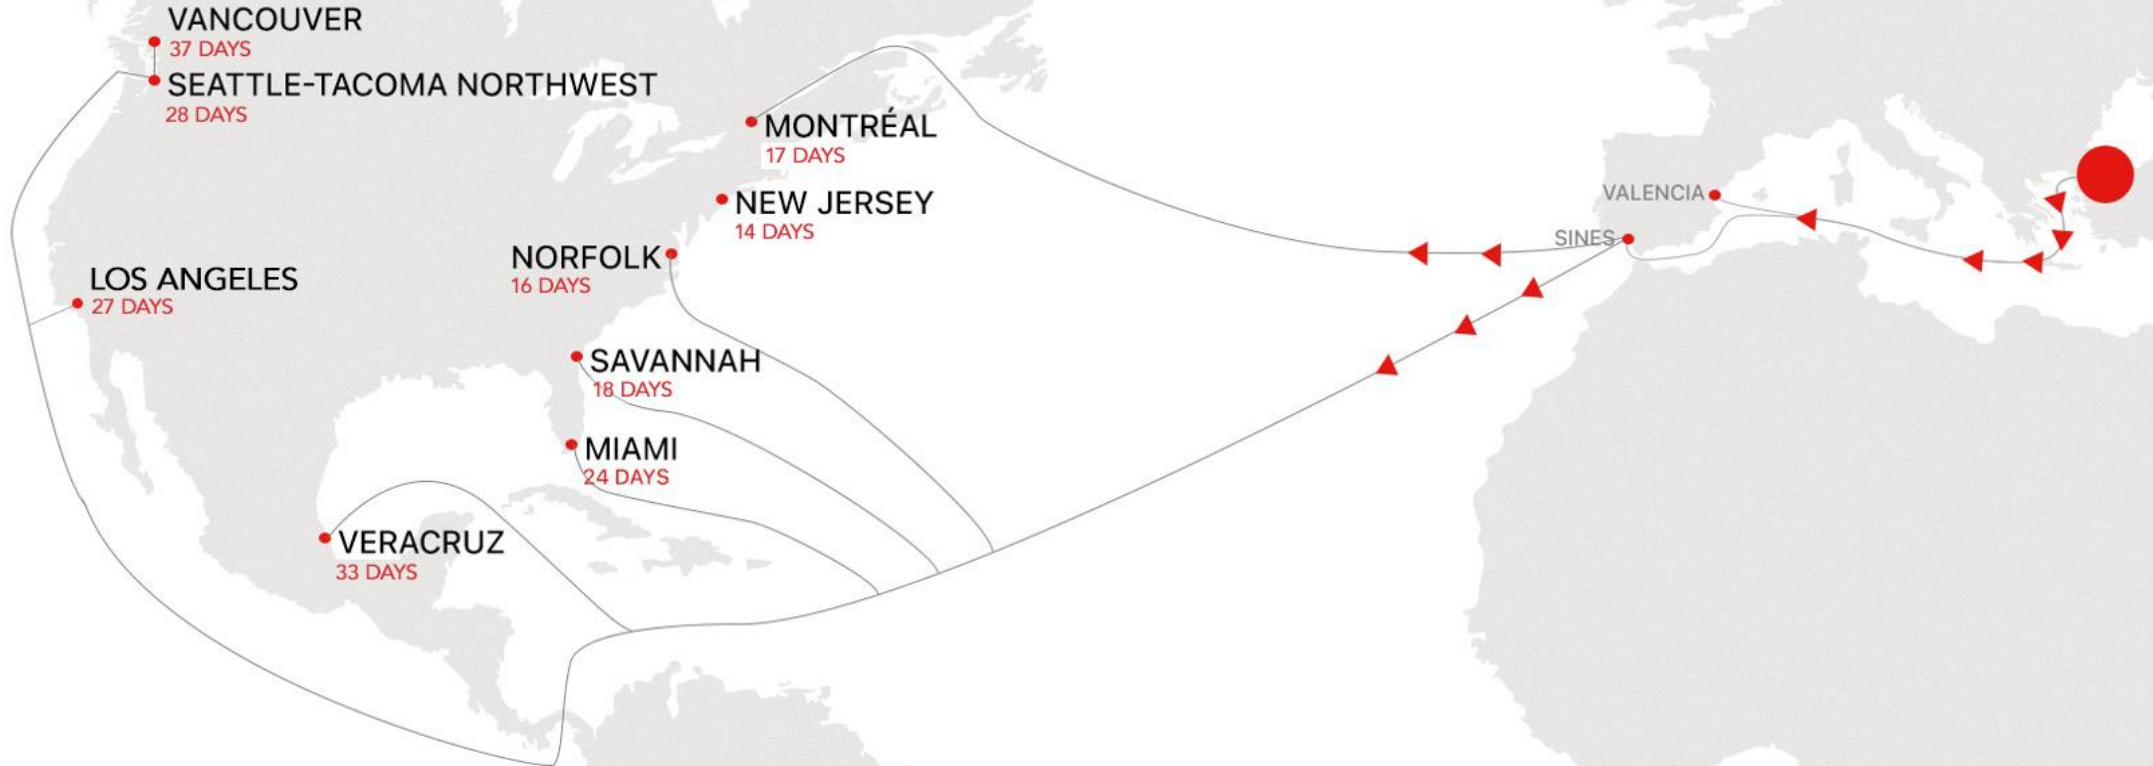 VANCOUVER
37 DAYS
SEATTLE-TACOMA NORTHWEST
28 DAYS
MONTRÉAL
17 DAYS
NEW JERSEY
14 DAYS
VALENCIA
SINES
NORFOLK
16 DAYS
LOS ANGELES
27 DAYS
SAVANNAH
18 DAYS
MIAMI
24 DAYS
VERACRUZ
33 DAYS